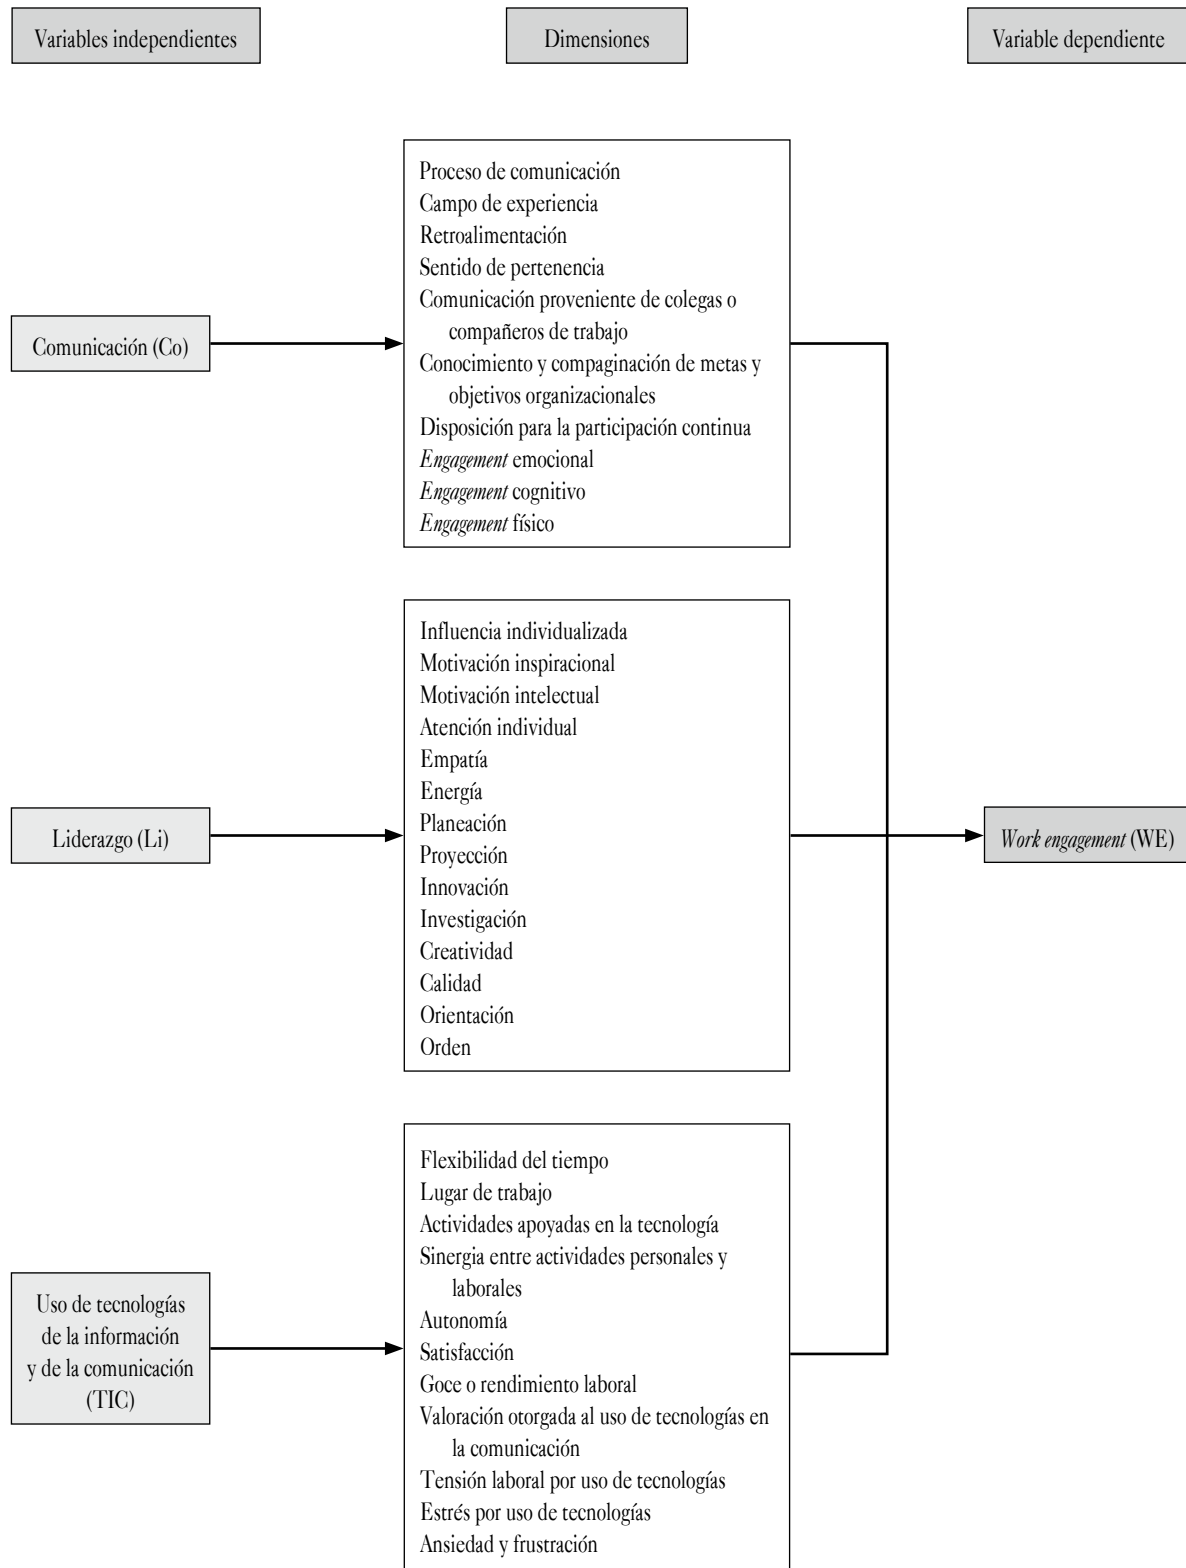 Variables independientes
Dimensiones
Variable dependiente
Comunicación (Co)
Proceso de comunicación
Campo de experiencia
Retroalimentación
Sentido de pertenencia
Comunicación proveniente de colegas o
compañeros de trabajo
Conocimiento y compaginación de metas y
objetivos organizacionales
Disposición para la participación continua
Engagement emocional
Engagement cognitivo
Engagement físico
Liderazgo (Li)
Influencia individualizada
Motivación inspiracional
Motivación intelectual
Atención individual
Empatía
Energía
Planeación
Proyección
Innovación
Investigación
Creatividad
Calidad
Orientación
Orden
Work engagement (WE)
Uso de tecnologías
de la información
y de la comunicación
(TIC)
Flexibilidad del tiempo
Lugar de trabajo
Actividades apoyadas en la tecnología
Sinergia entre actividades personales y
laborales
Autonomía
Satisfacción
Goce o rendimiento laboral
Valoración otorgada al uso de tecnologías en
la comunicación
Tensión laboral por uso de tecnologías
Estrés por uso de tecnologías
Ansiedad y frustración